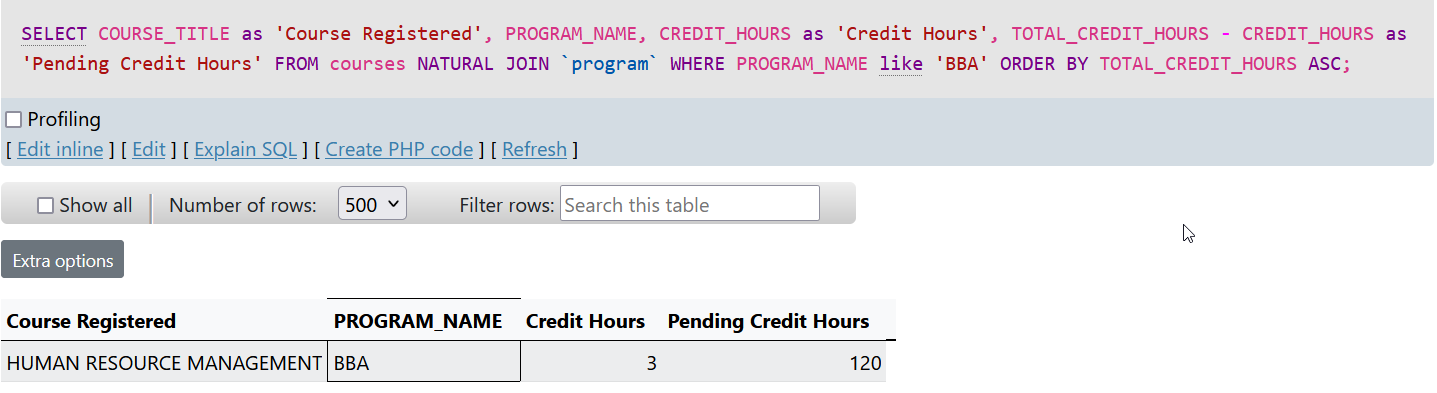 SELECT COURSE_TITLE as 'Course Registered', PROGRAM_NAME, CREDIT_HOURS as 'Credit Hours', TOTAL_CREDIT_HOURS - CREDIT_HOURS as
'Pending Credit Hours' FROM courses NATURAL JOIN `program` WHERE PROGRAM_NAME like 'BBA' ORDER BY TOTAL_CREDIT_HOURS ASC;
Profiling
[ Edit inline ] [ Edit ] [ Explain SQL ] [ Create PHP code ] [ Refresh ]
Show all Number of rows: 500 Filter rows: Search this table
Extra options
Course Registered PROGRAM_NAME Credit Hours Pending Credit Hours
HUMAN RESOURCE MANAGEMENT BBA 3 120